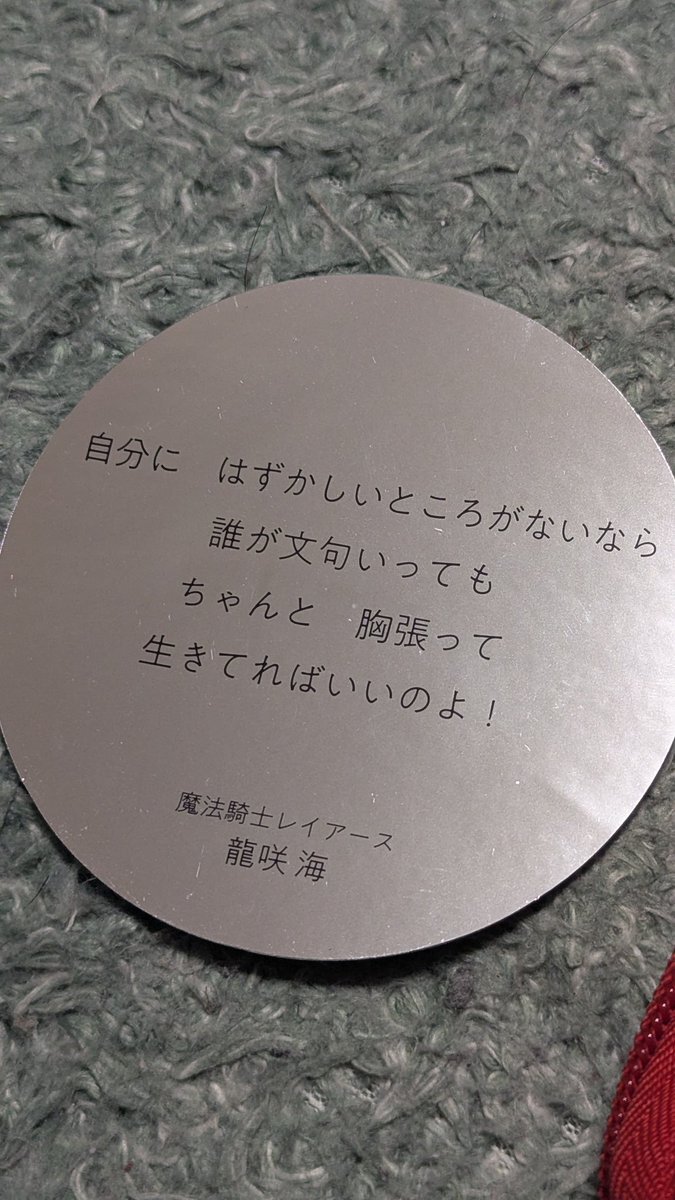 自分に　はずかしいところがないなら
誰が文句いっても
ちゃんと　胸張って
生きてればいいのよ！
魔法騎士レイアース
龍咲 海